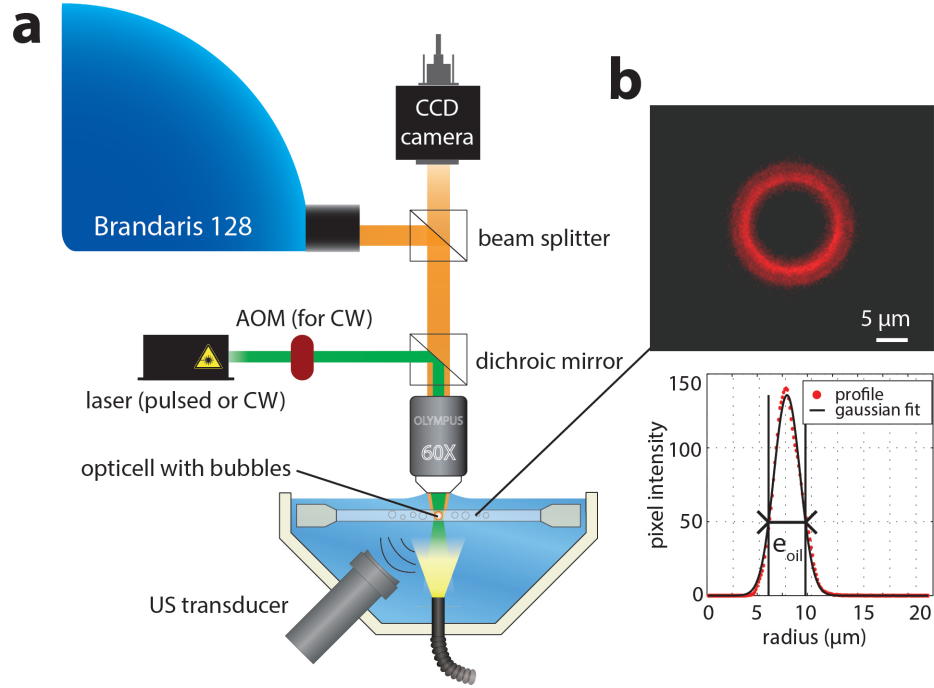 a
CCD
camera
Brandaris 128
beam splitter
AOM (for CW)
dichroic mirror
laser (pulsed or CW)
OLYMPUS
60X
opticell with bubbles
US transducer
b
5 µm
150
100
50
0
pixel intensity
profile
gaussian fit
e oil
0 5 10 15 20
radius (µm)